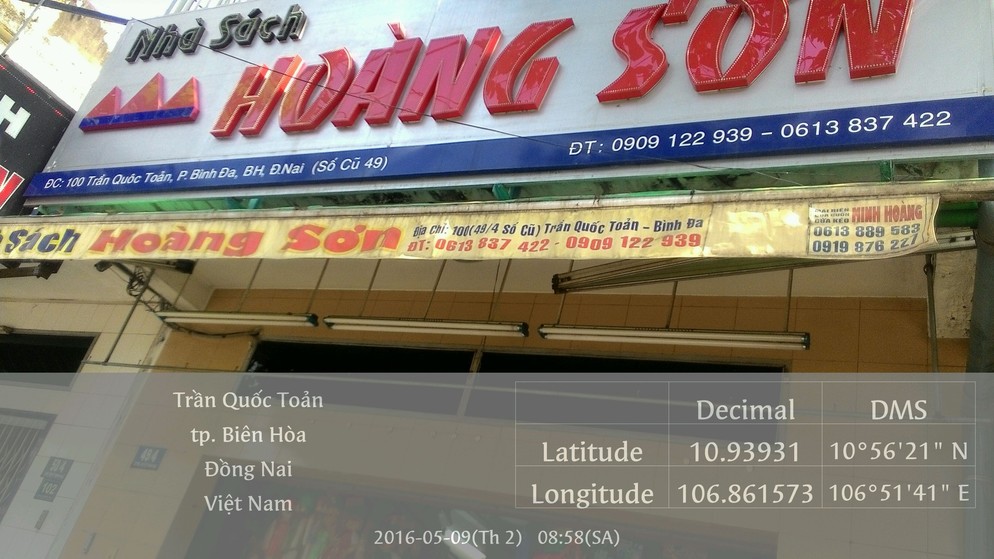 Nhà Sách
HOÀNG SƠN
ĐC: 100 Trần Quốc Toản, P. Bình Đa, BH, Đ.Nai (Số Cũ 49)
ĐT: 0909 122 939 – 0613 837 422
Sách Hoàng Sơn
Địa chỉ: 100(49/4 Số Cũ) Trần Quốc Toản – Bình Đa
ĐT: 0613 837 422 - 0909 122 939
MINH HOÀNG
0613 889 583
0919 876 227
Trần Quốc Toản
tp. Biên Hòa
Đồng Nai
Việt Nam
Decimal DMS
Latitude 10.93931 10°56'21" N
Longitude 106.861573 106°51'41" E
2016-05-09(Th 2) 08:58(SA)